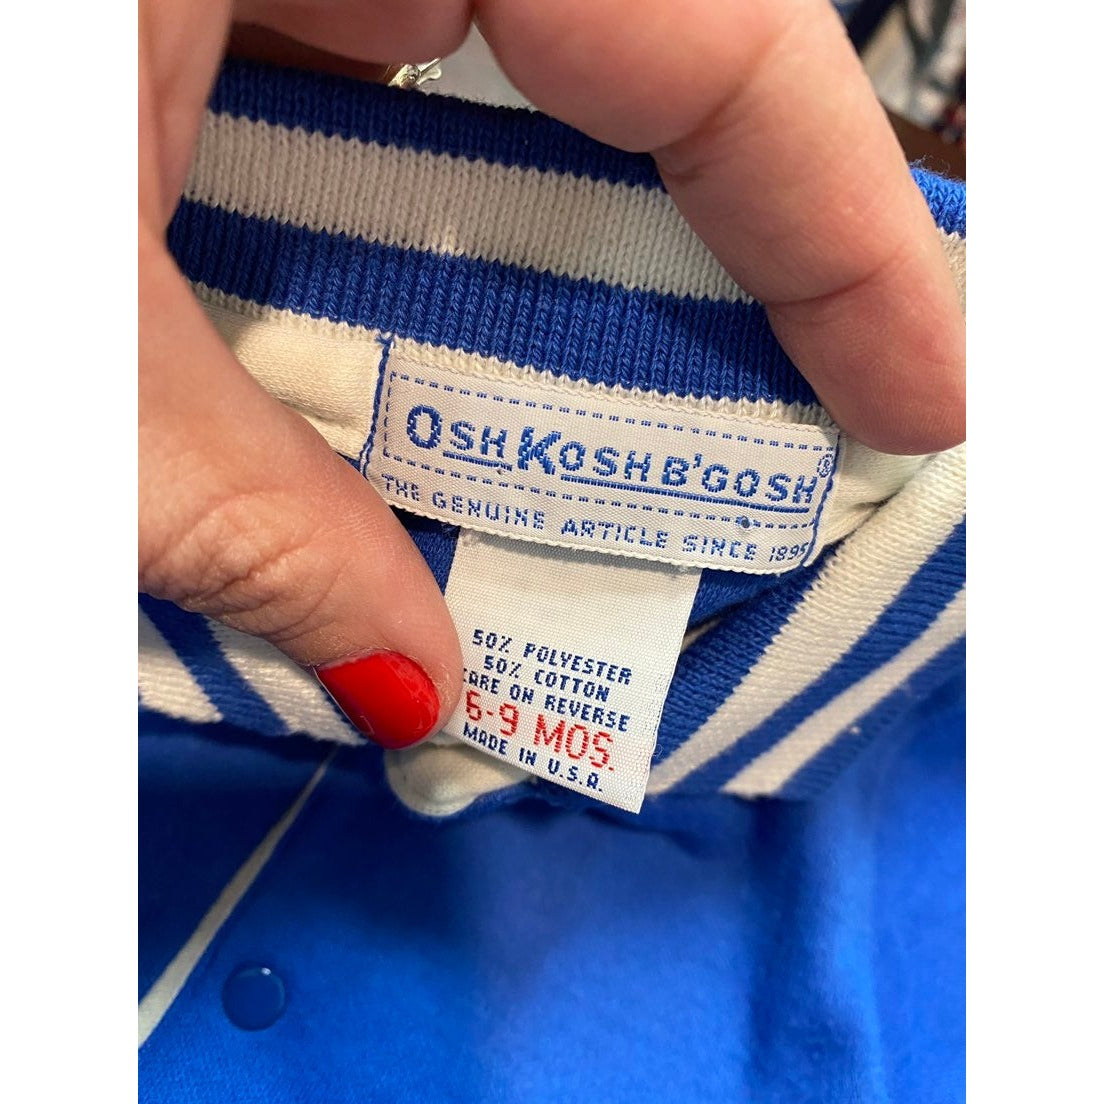 OSHKOSH B'GOSH®
THE GENUINE ARTICLE SINCE 1895
50% POLYESTER
50% COTTON
CARE ON REVERSE
6-9 MOS.
MADE IN U.S.A.